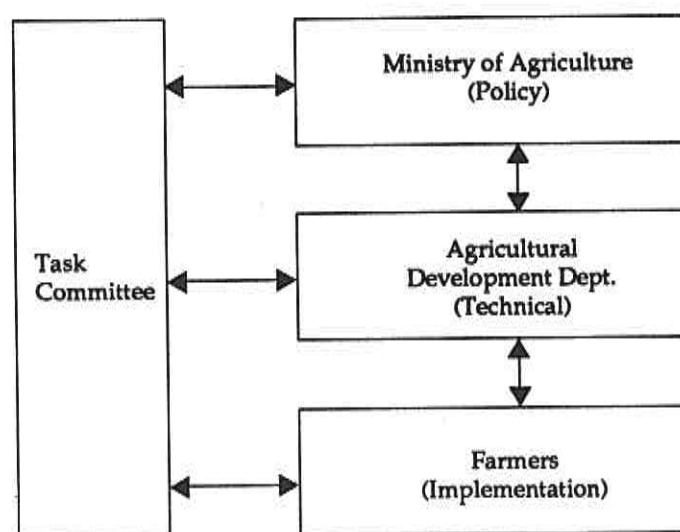 Ministry of Agriculture
(Policy)
Task
Committee
Agricultural
Development Dept.
(Technical)
Farmers
(Implementation)